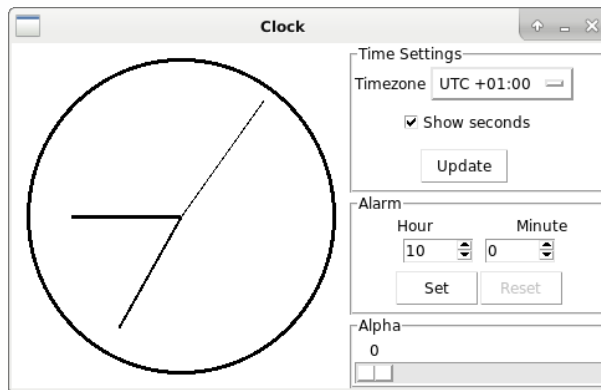 Clock
Time Settings
Timezone UTC +01:00
Show seconds
Update
Alarm
Hour Minute
10 0
Set Reset
Alpha
0